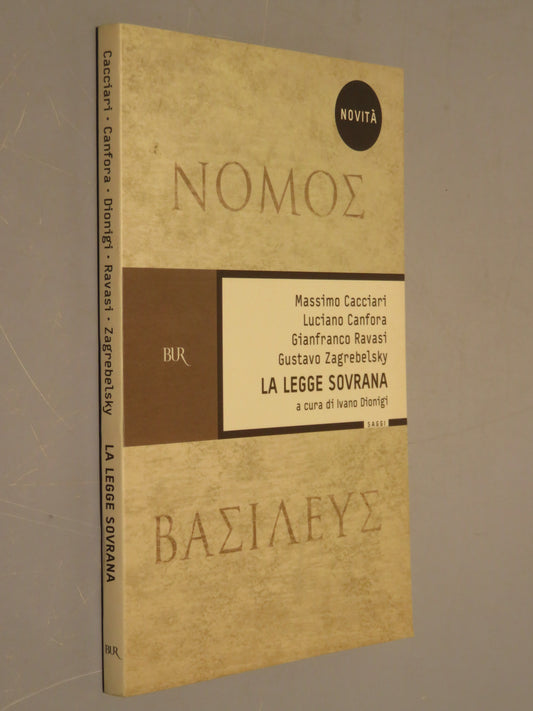 Cacciari · Canfora · Dionigi · Ravasi · Zagrebelsky LA LEGGE SOVRANA
BUR
NOVITÀ
ΝΟΜΟΣ
Massimo Cacciari
Luciano Canfora
Gianfranco Ravasi
Gustavo Zagrebelsky
LA LEGGE SOVRANA
a cura di Ivano Dionigi
BUR
SAGGI
ΒΑΣΙΛΕΥΣ